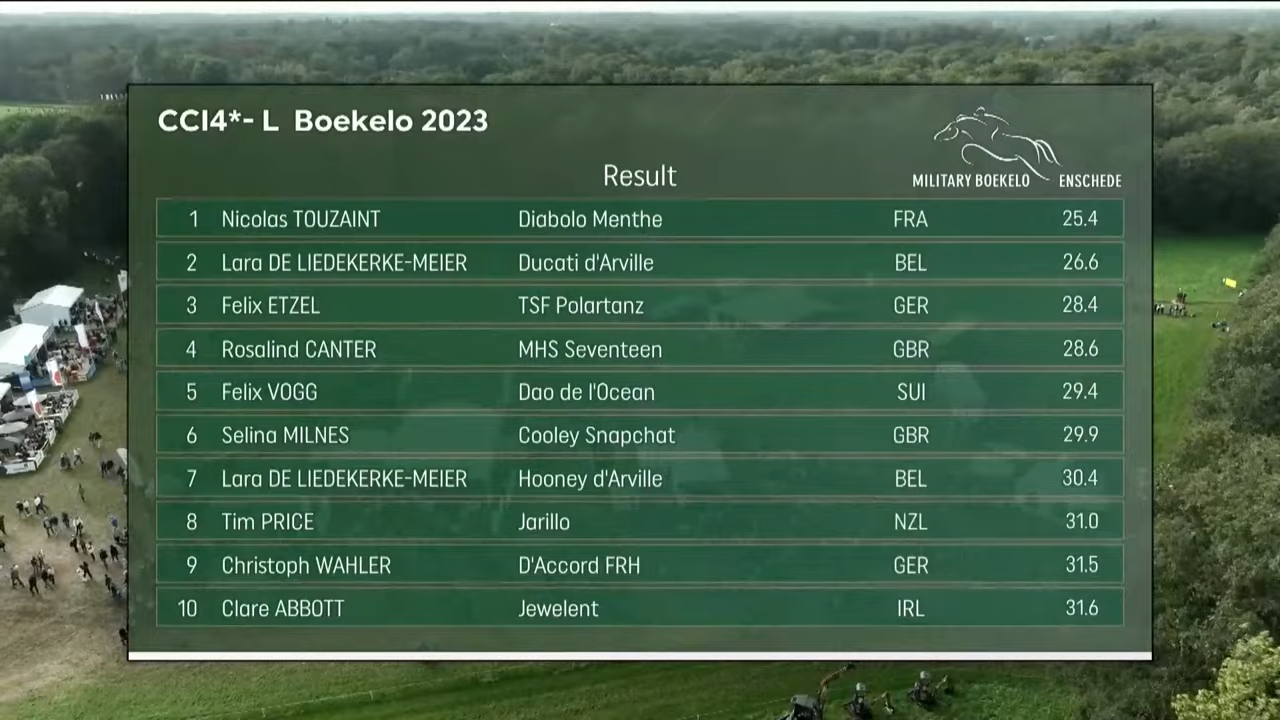 CCI4*- L Boekelo 2023
Result
MILITARY BOEKELO ENSCHEDE
1 Nicolas TOUZAINT Diabolo Menthe FRA 25.4
2 Lara DE LIEDEKERKE-MEIER Ducati d'Arville BEL 26.6
3 Felix ETZEL TSF Polartanz GER 28.4
4 Rosalind CANTER MHS Seventeen GBR 28.6
5 Felix VOGG Dao de l'Ocean SUI 29.4
6 Selina MILNES Cooley Snapchat GBR 29.9
7 Lara DE LIEDEKERKE-MEIER Hooney d'Arville BEL 30.4
8 Tim PRICE Jarillo NZL 31.0
9 Christoph WAHLER D'Accord FRH GER 31.5
10 Clare ABBOTT Jewelent IRL 31.6